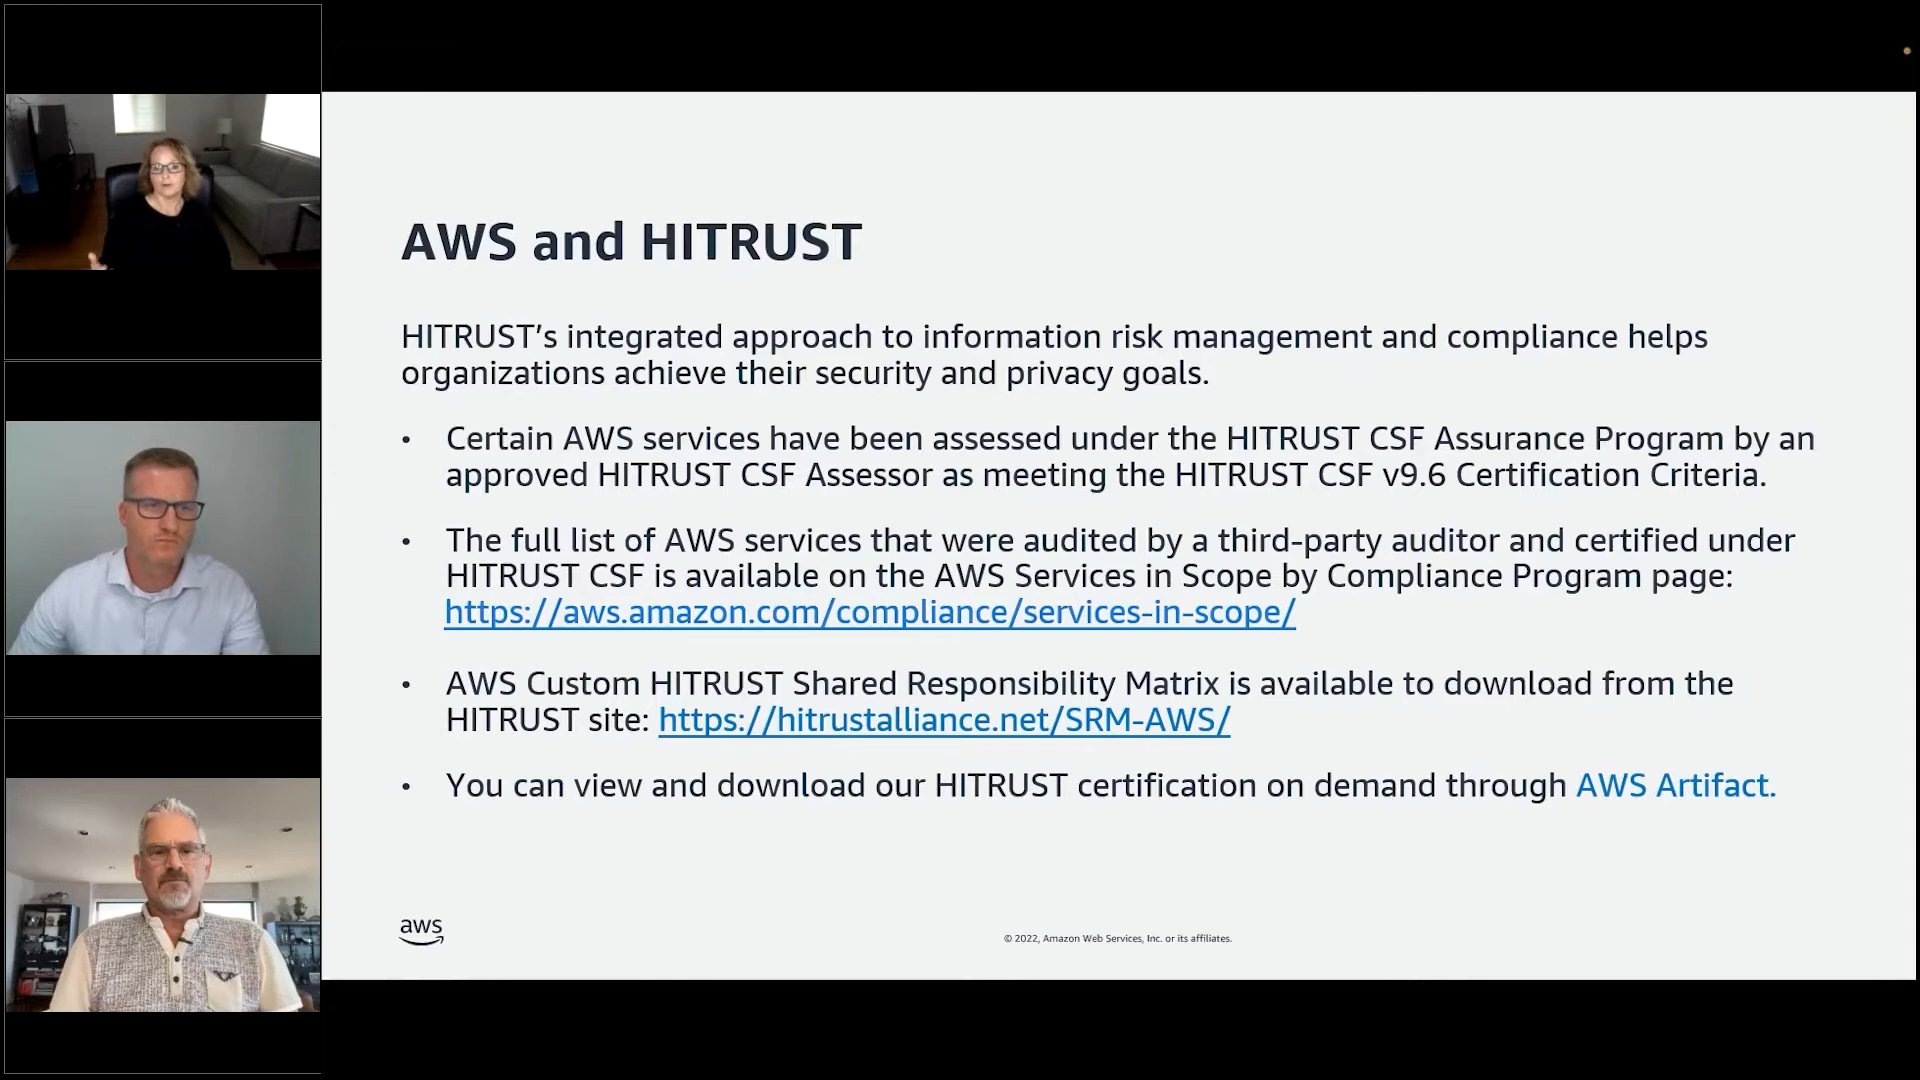 AWS and HITRUST
HITRUST’s integrated approach to information risk management and compliance helps
organizations achieve their security and privacy goals.
• Certain AWS services have been assessed under the HITRUST CSF Assurance Program by an
approved HITRUST CSF Assessor as meeting the HITRUST CSF v9.6 Certification Criteria.
• The full list of AWS services that were audited by a third-party auditor and certified under
HITRUST CSF is available on the AWS Services in Scope by Compliance Program page:
https://aws.amazon.com/compliance/services-in-scope/
• AWS Custom HITRUST Shared Responsibility Matrix is available to download from the
HITRUST site: https://hitrustalliance.net/SRM-AWS/
• You can view and download our HITRUST certification on demand through AWS Artifact.
aws
© 2022, Amazon Web Services, Inc. or its affiliates.